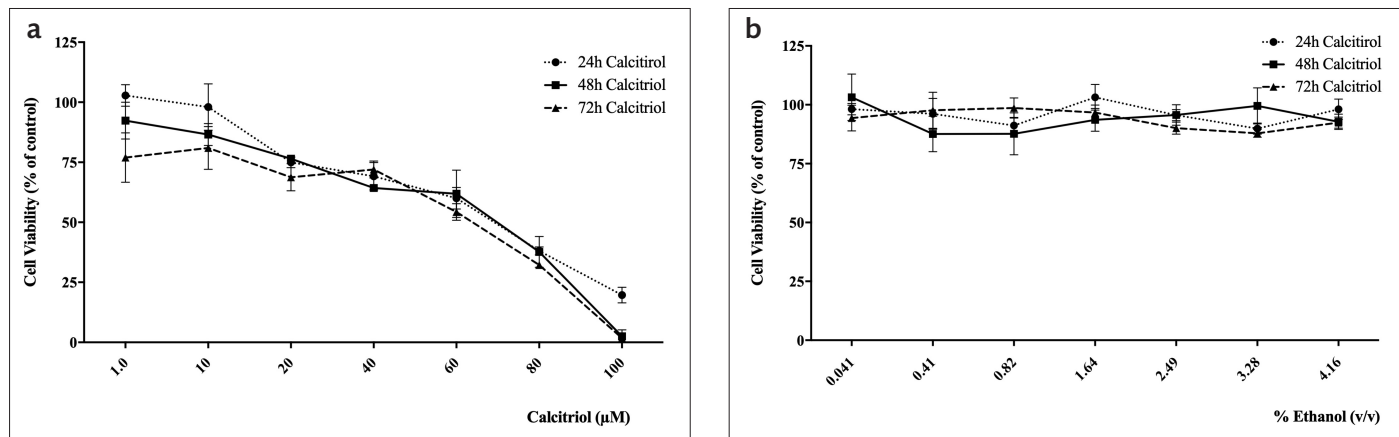 a
125
100
75
50
25
0
Cell Viability (% of control)
24h Calcitirol
48h Calcitriol
72h Calcitriol
1.0
10
20
40
60
80
100
Calcitriol (µM)
b
125
100
75
50
25
0
Cell Viability (% of control)
24h Calcitirol
48h Calcitriol
72h Calcitriol
0.041
0.41
0.82
1.64
2.49
3.28
4.16
% Ethanol (v/v)